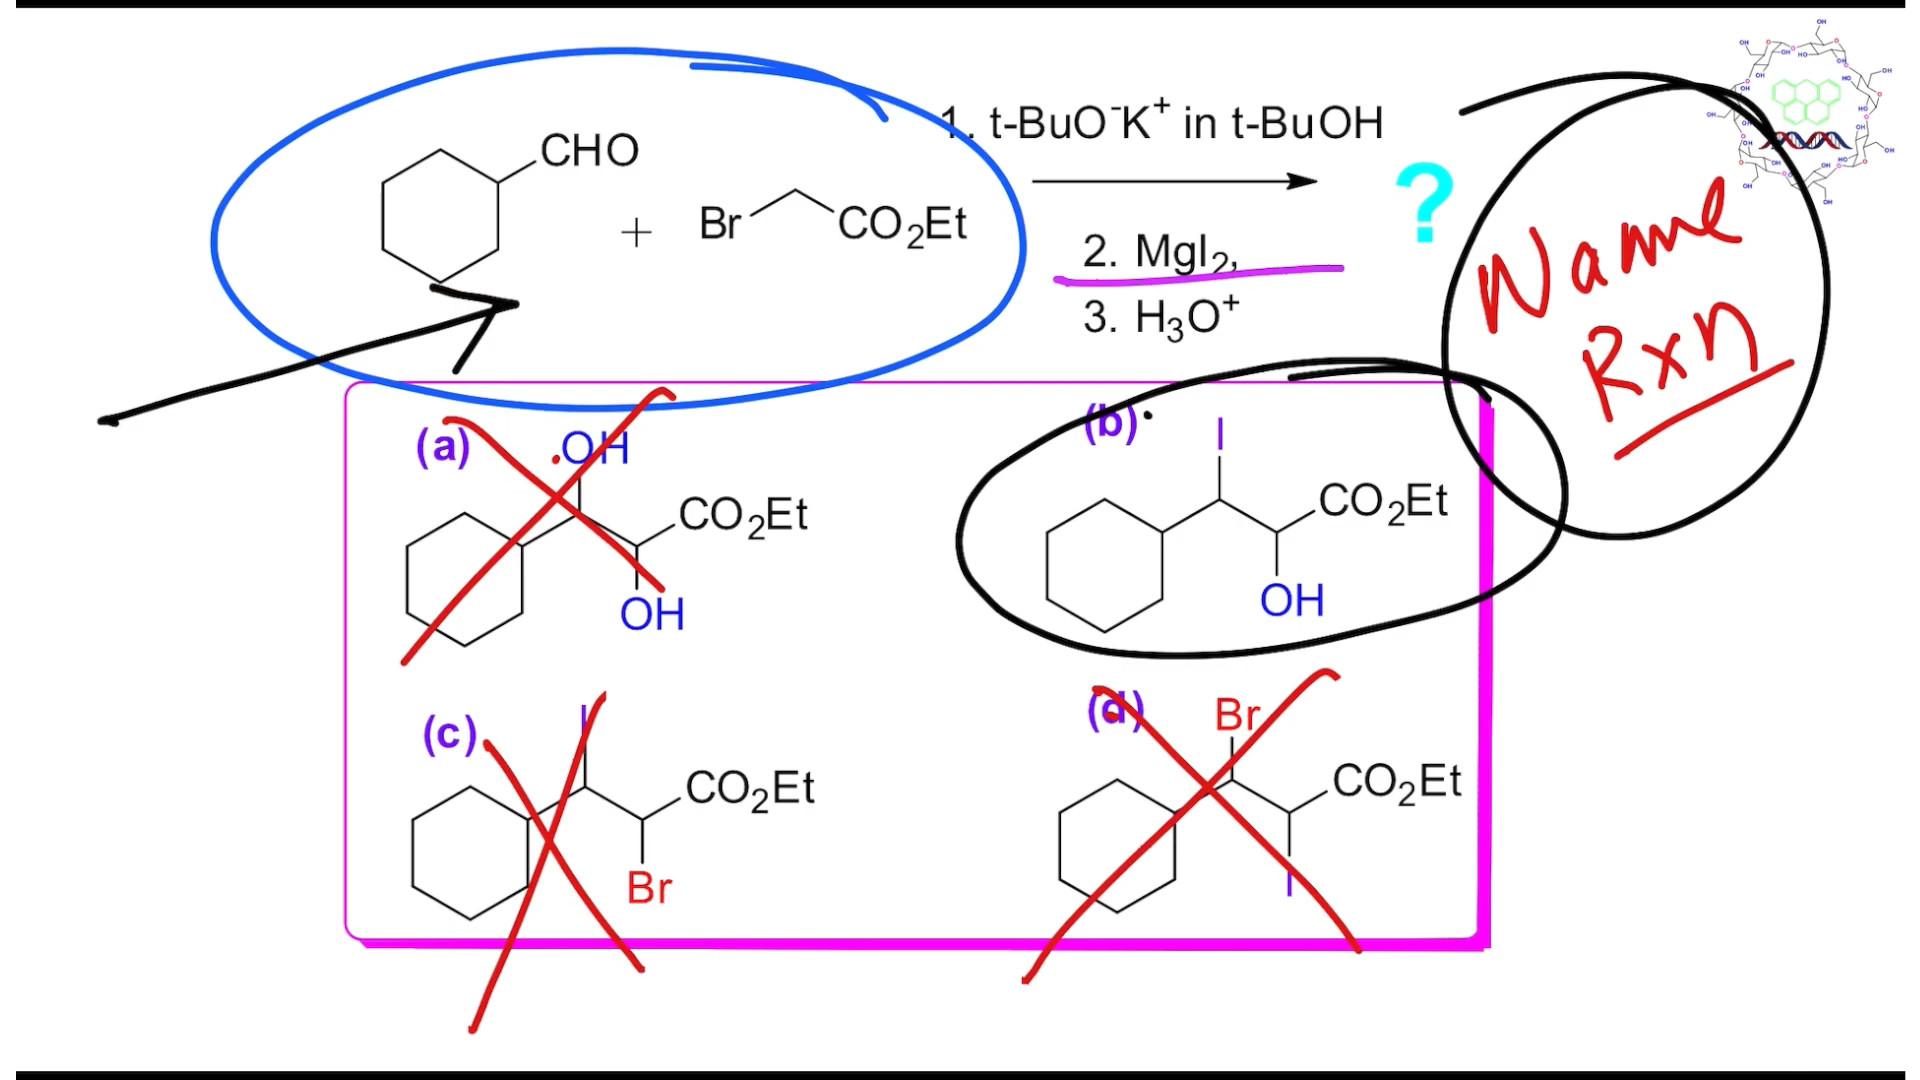 1. t-BuO⁻K⁺ in t-BuOH
CHO
+
Br
CO₂Et
?
2. MgI₂,
3. H₃O⁺
Name
Rxn
(a)
OH
CO₂Et
OH
(b)
I
CO₂Et
OH
(c)
I
CO₂Et
Br
(d)
Br
CO₂Et
I